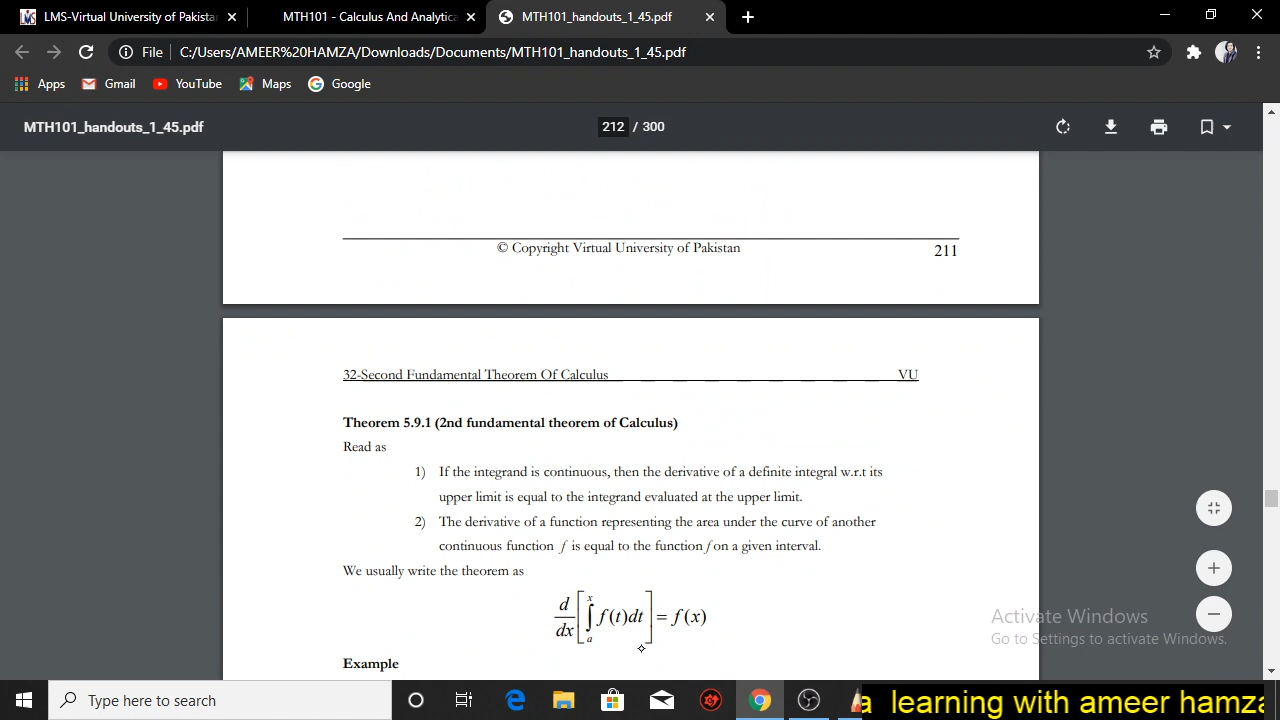 LMS-Virtual University of Pakistan
MTH101 - Calculus And Analytica
MTH101_handouts_1_45.pdf
File | C:/Users/AMEER%20HAMZA/Downloads/Documents/MTH101_handouts_1_45.pdf
Apps Gmail YouTube Maps Google
MTH101_handouts_1_45.pdf 212 / 300
© Copyright Virtual University of Pakistan 211
32-Second Fundamental Theorem Of Calculus VU
Theorem 5.9.1 (2nd fundamental theorem of Calculus)
Read as
1) If the integrand is continuous, then the derivative of a definite integral w.r.t its
upper limit is equal to the integrand evaluated at the upper limit.
2) The derivative of a function representing the area under the curve of another
continuous function f is equal to the function f on a given interval.
We usually write the theorem as
d/dx [∫ₐˣ f(t)dt] = f(x)
Example
Activate Windows
Go to Settings to activate Windows.
Type here to search
a learning with ameer hamza